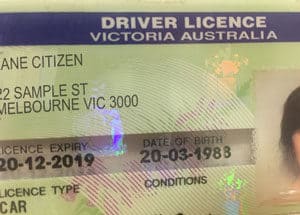 DRIVER LICENCE
VICTORIA AUSTRALIA
ANE CITIZEN
22 SAMPLE ST
MELBOURNE VIC 3000
LICENCE EXPIRY DATE OF BIRTH
20-12-2019 20-03-1983
LICENCE TYPE CONDITIONS
CAR